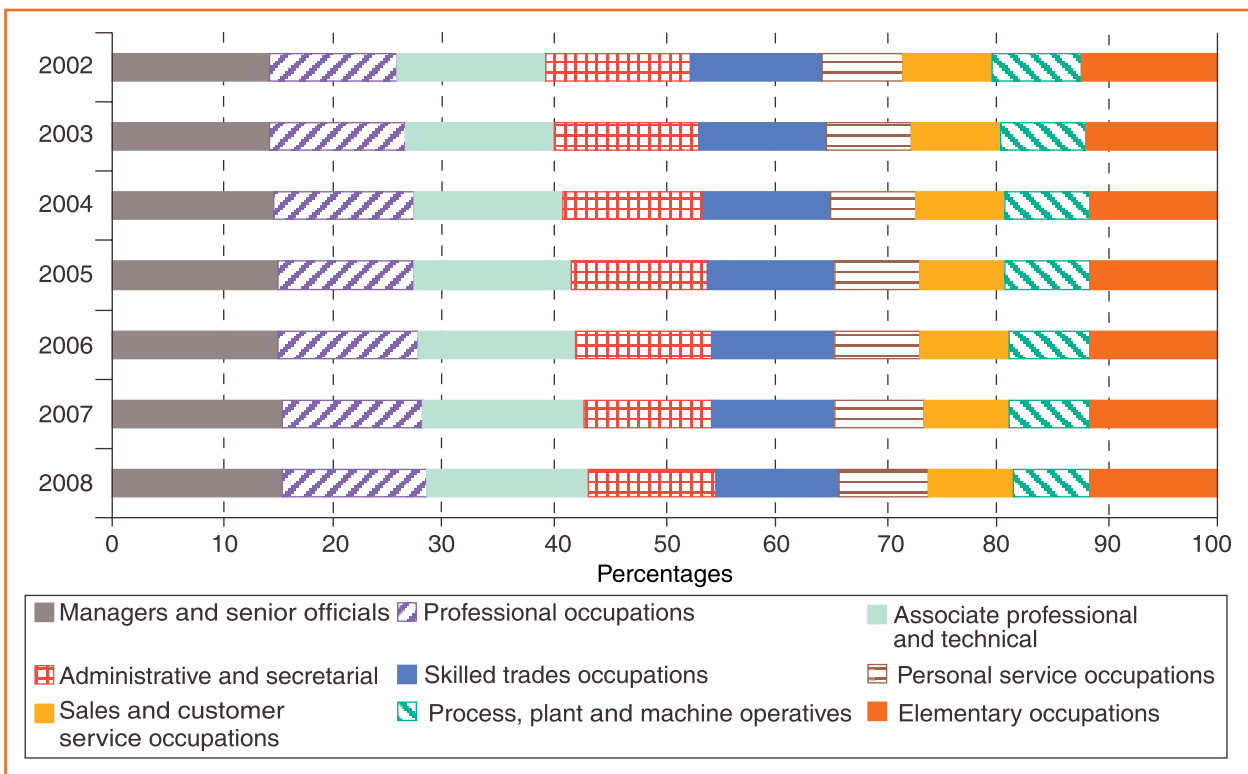 2002
2003
2004
2005
2006
2007
2008
0 10 20 30 40 50 60 70 80 90 100
Percentages
Managers and senior officials
Professional occupations
Associate professional
and technical
Administrative and secretarial
Skilled trades occupations
Personal service occupations
Sales and customer
service occupations
Process, plant and machine operatives
Elementary occupations